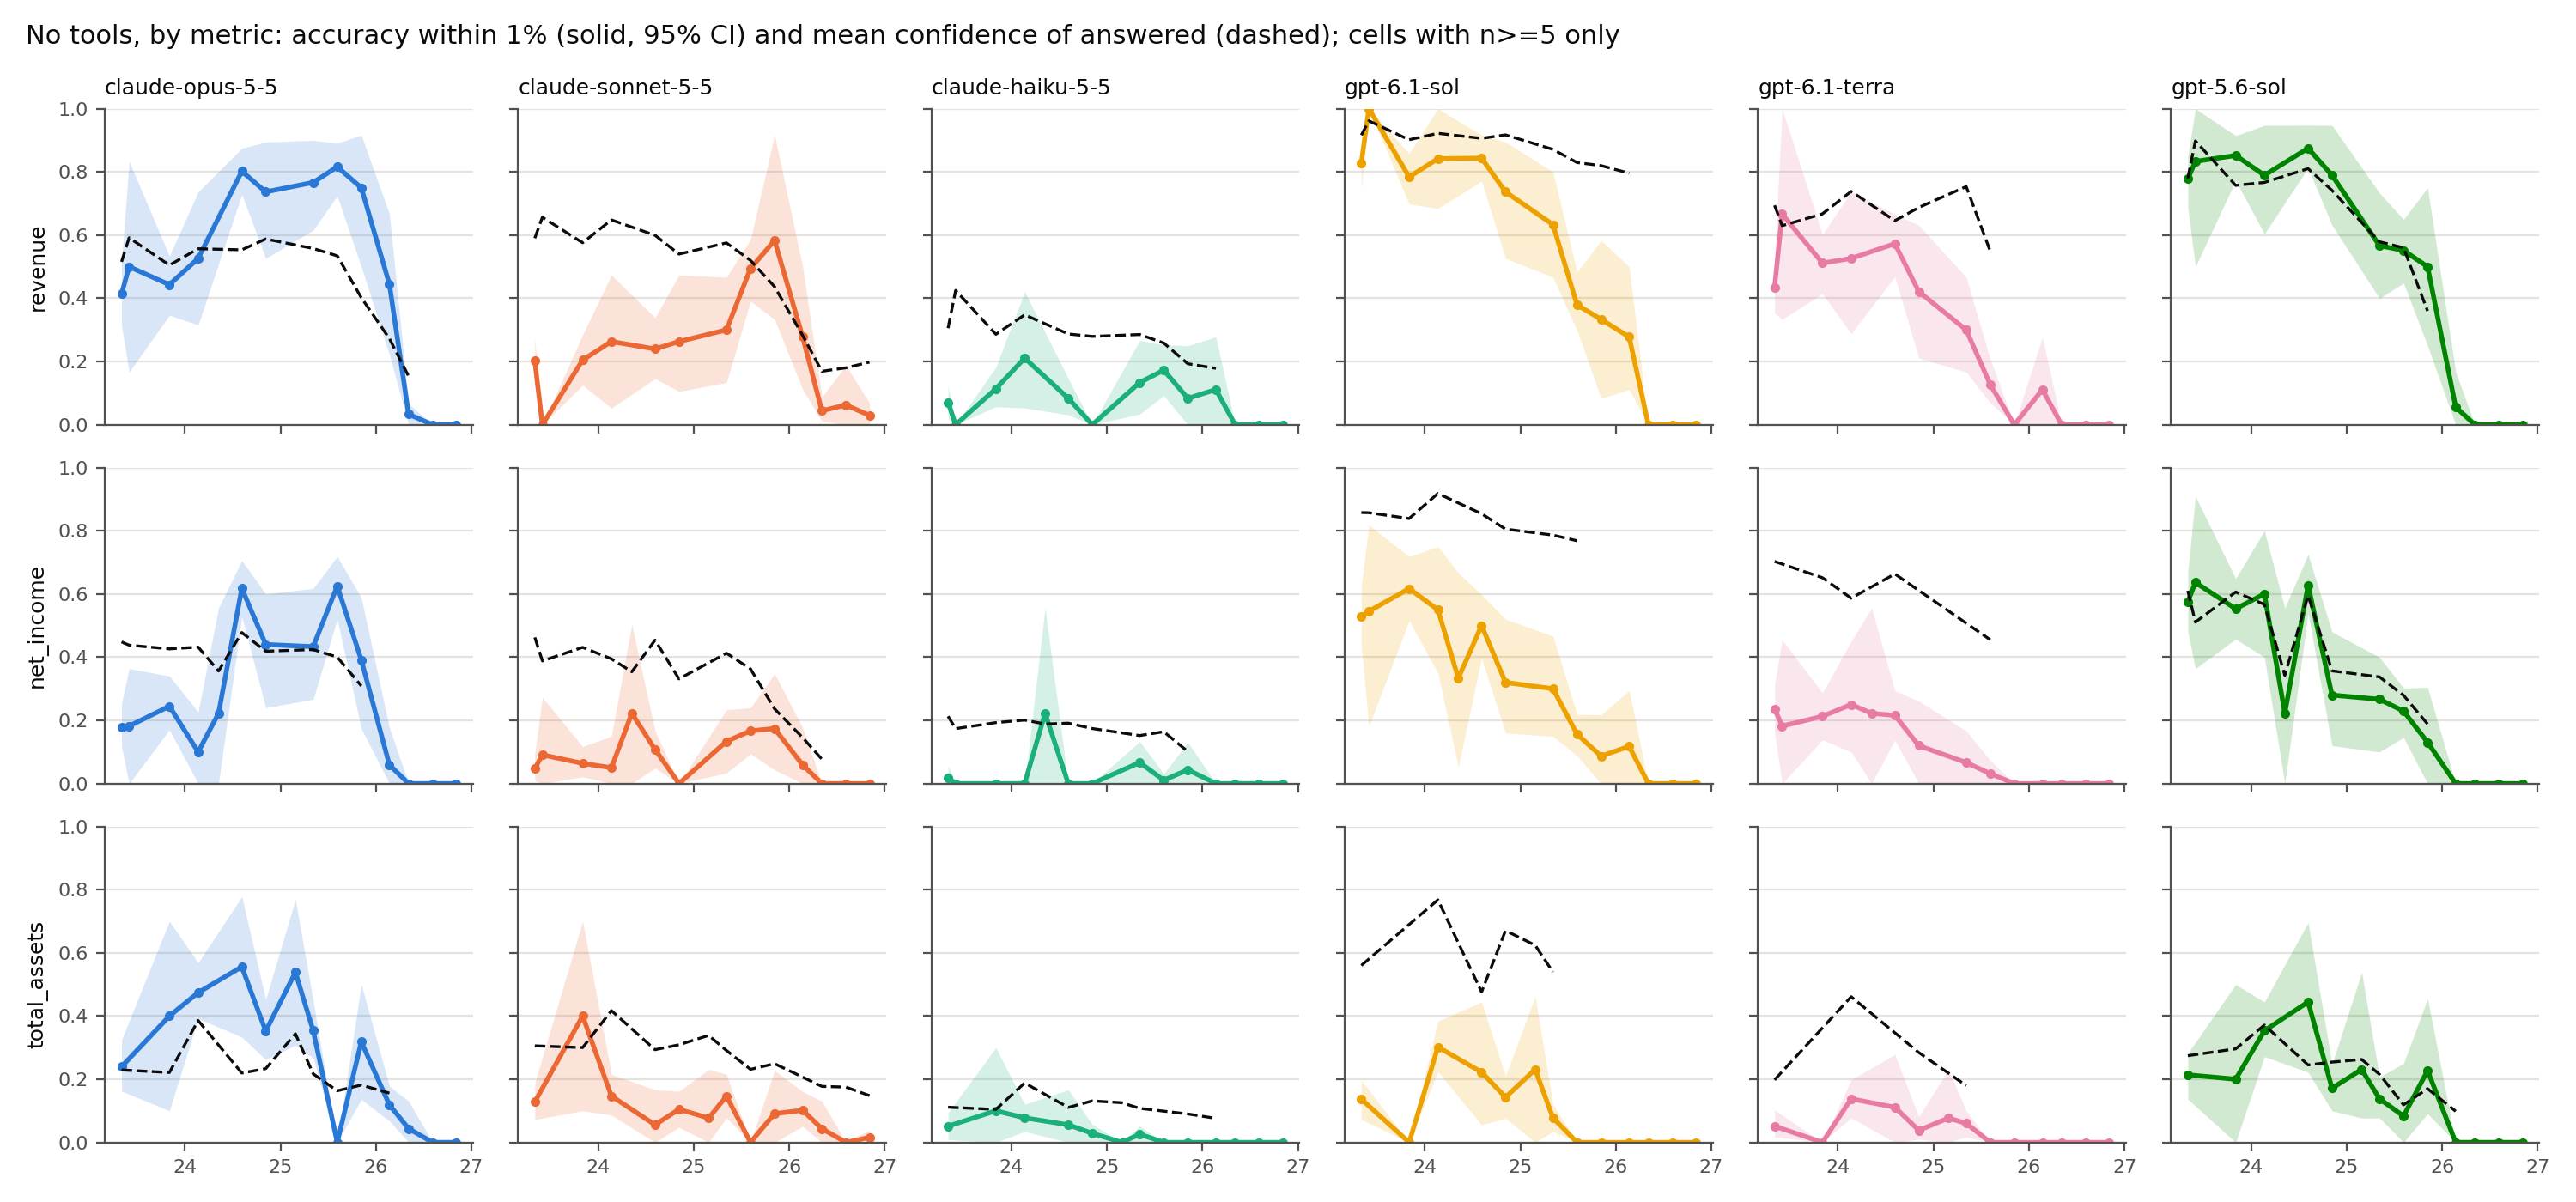 No tools, by metric: accuracy within 1% (solid, 95% CI) and mean confidence of answered (dashed); cells with n>=5 only
claude-opus-5-5
claude-sonnet-5-5
claude-haiku-5-5
gpt-6.1-sol
gpt-6.1-terra
gpt-5.6-sol
revenue
1.0
0.8
0.6
0.4
0.2
0.0
net_income
1.0
0.8
0.6
0.4
0.2
0.0
total_assets
1.0
0.8
0.6
0.4
0.2
0.0
24 25 26 27
24 25 26 27
24 25 26 27
24 25 26 27
24 25 26 27
24 25 26 27